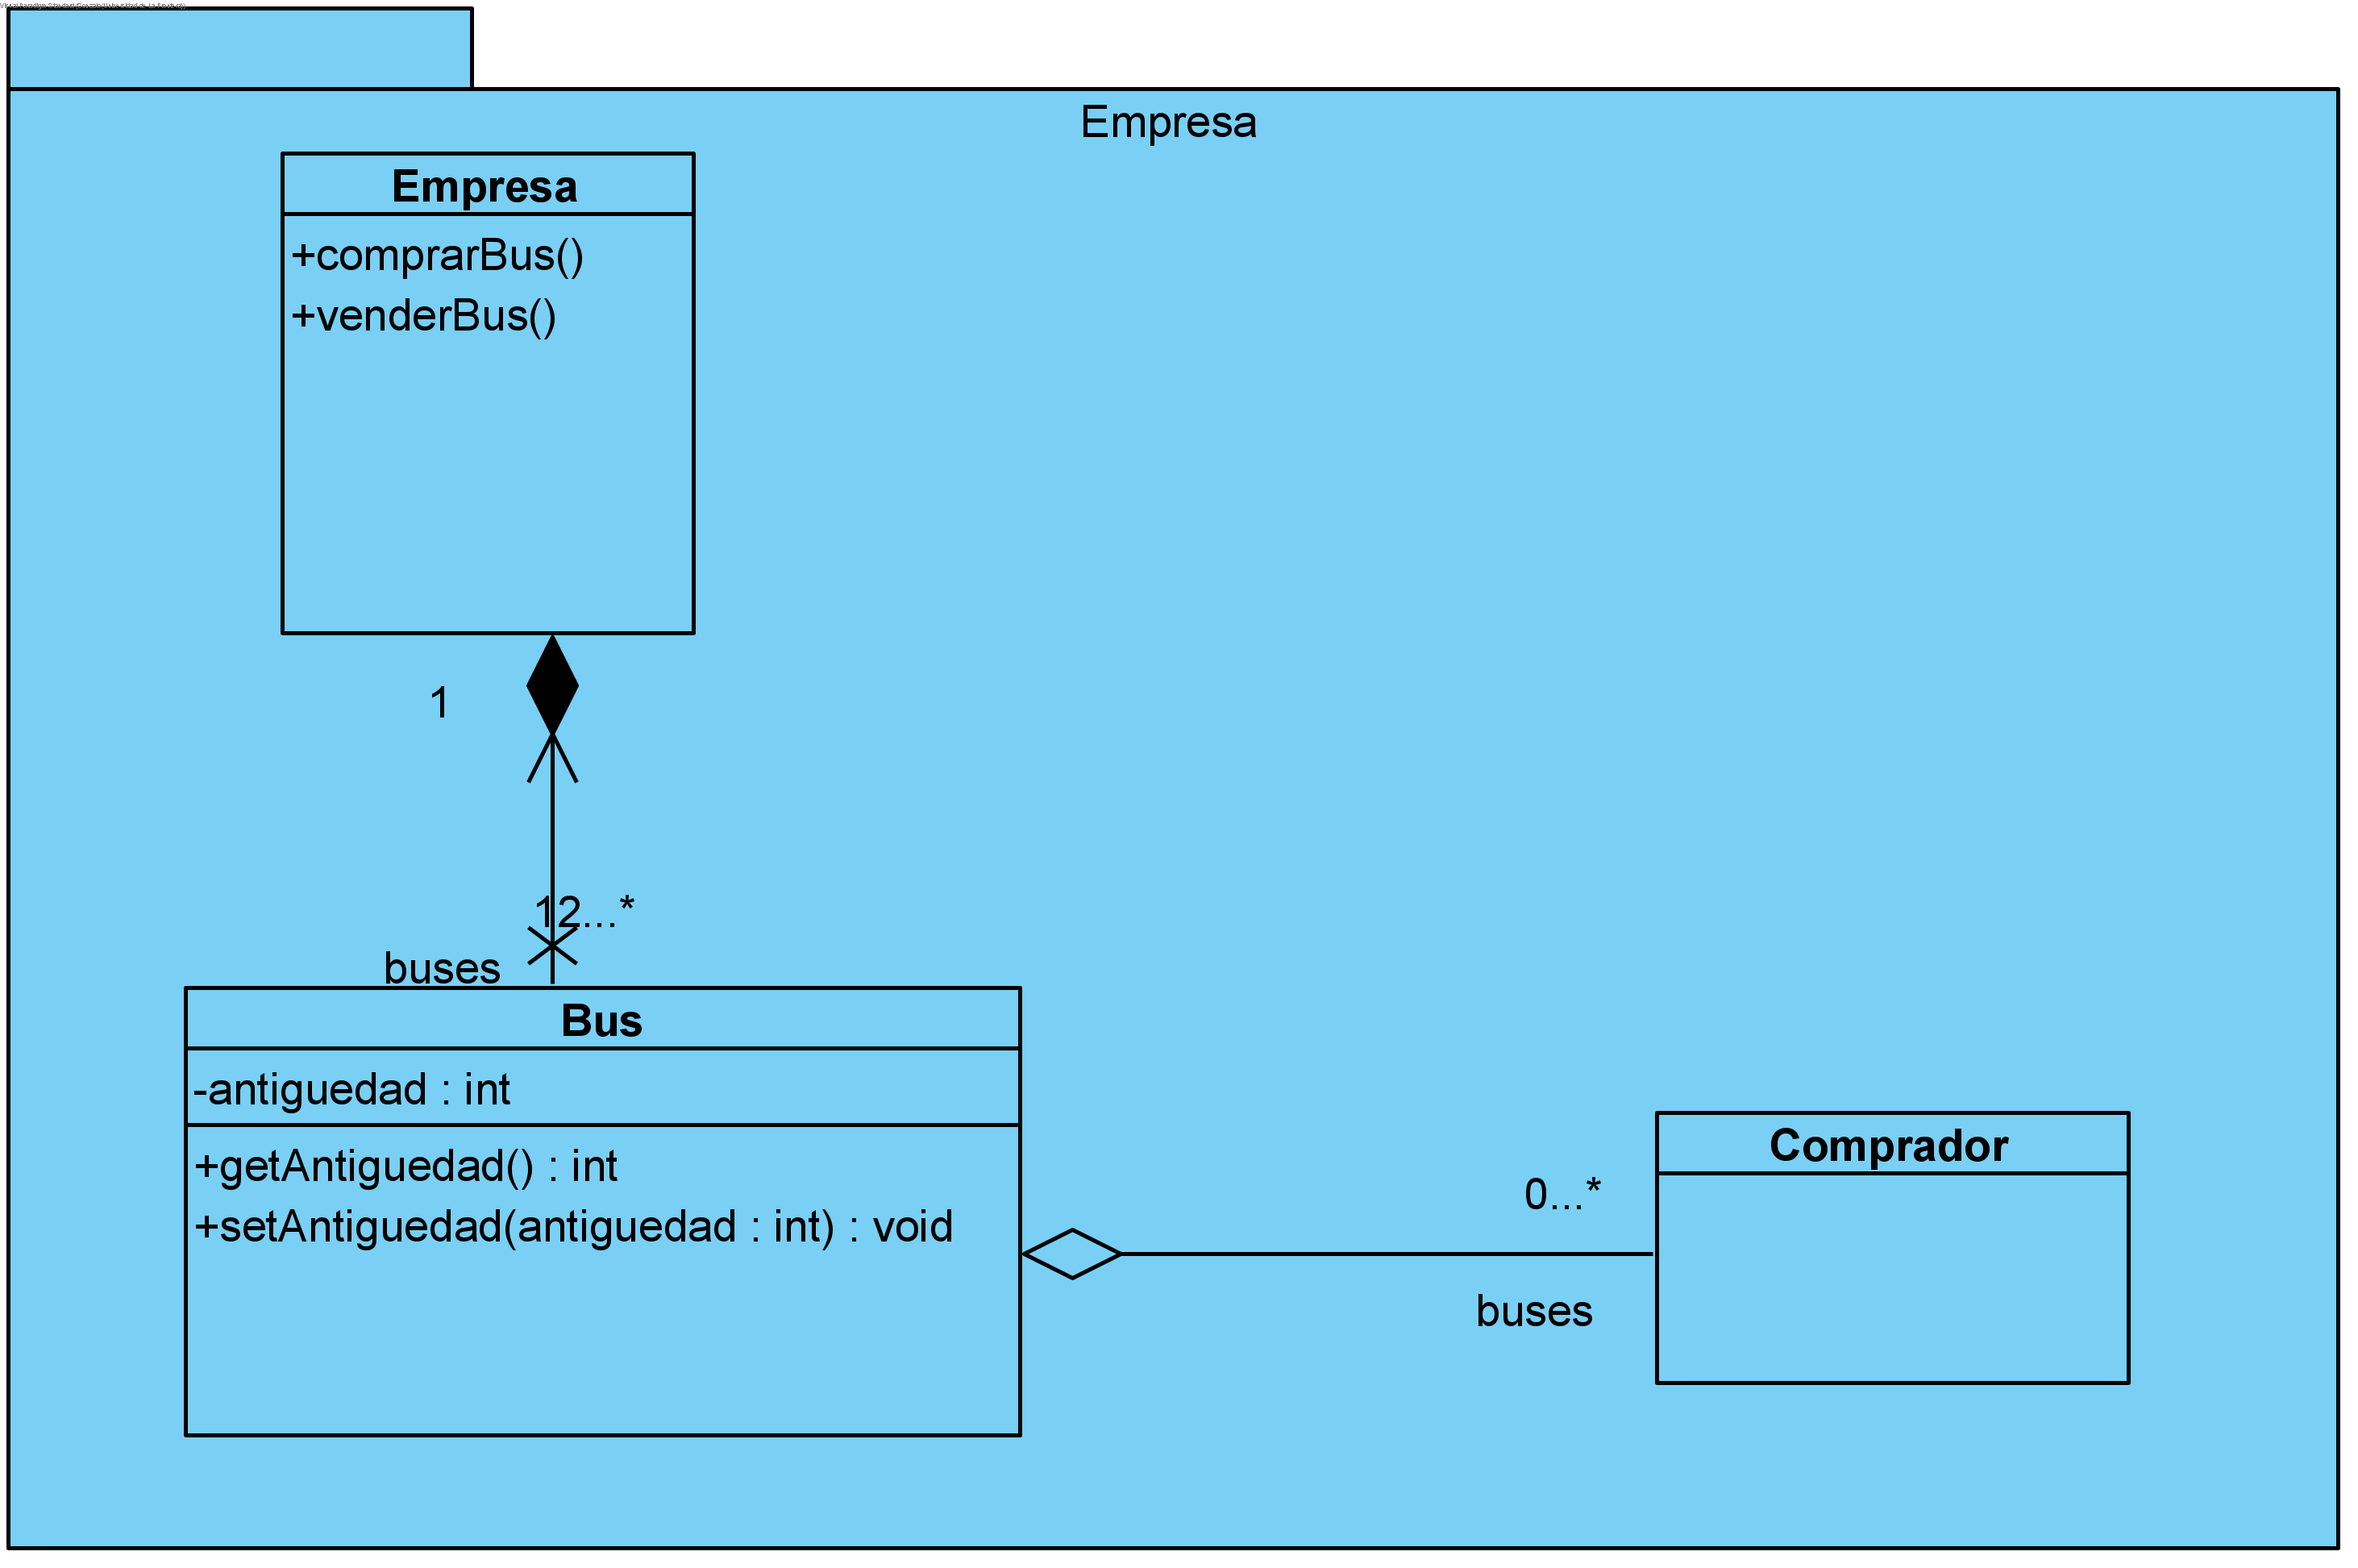 Empresa
Empresa
+comprarBus()
+venderBus()
1
12...*
buses
Bus
-antiguedad : int
+getAntiguedad() : int
+setAntiguedad(antiguedad : int) : void
Comprador
0...*
buses